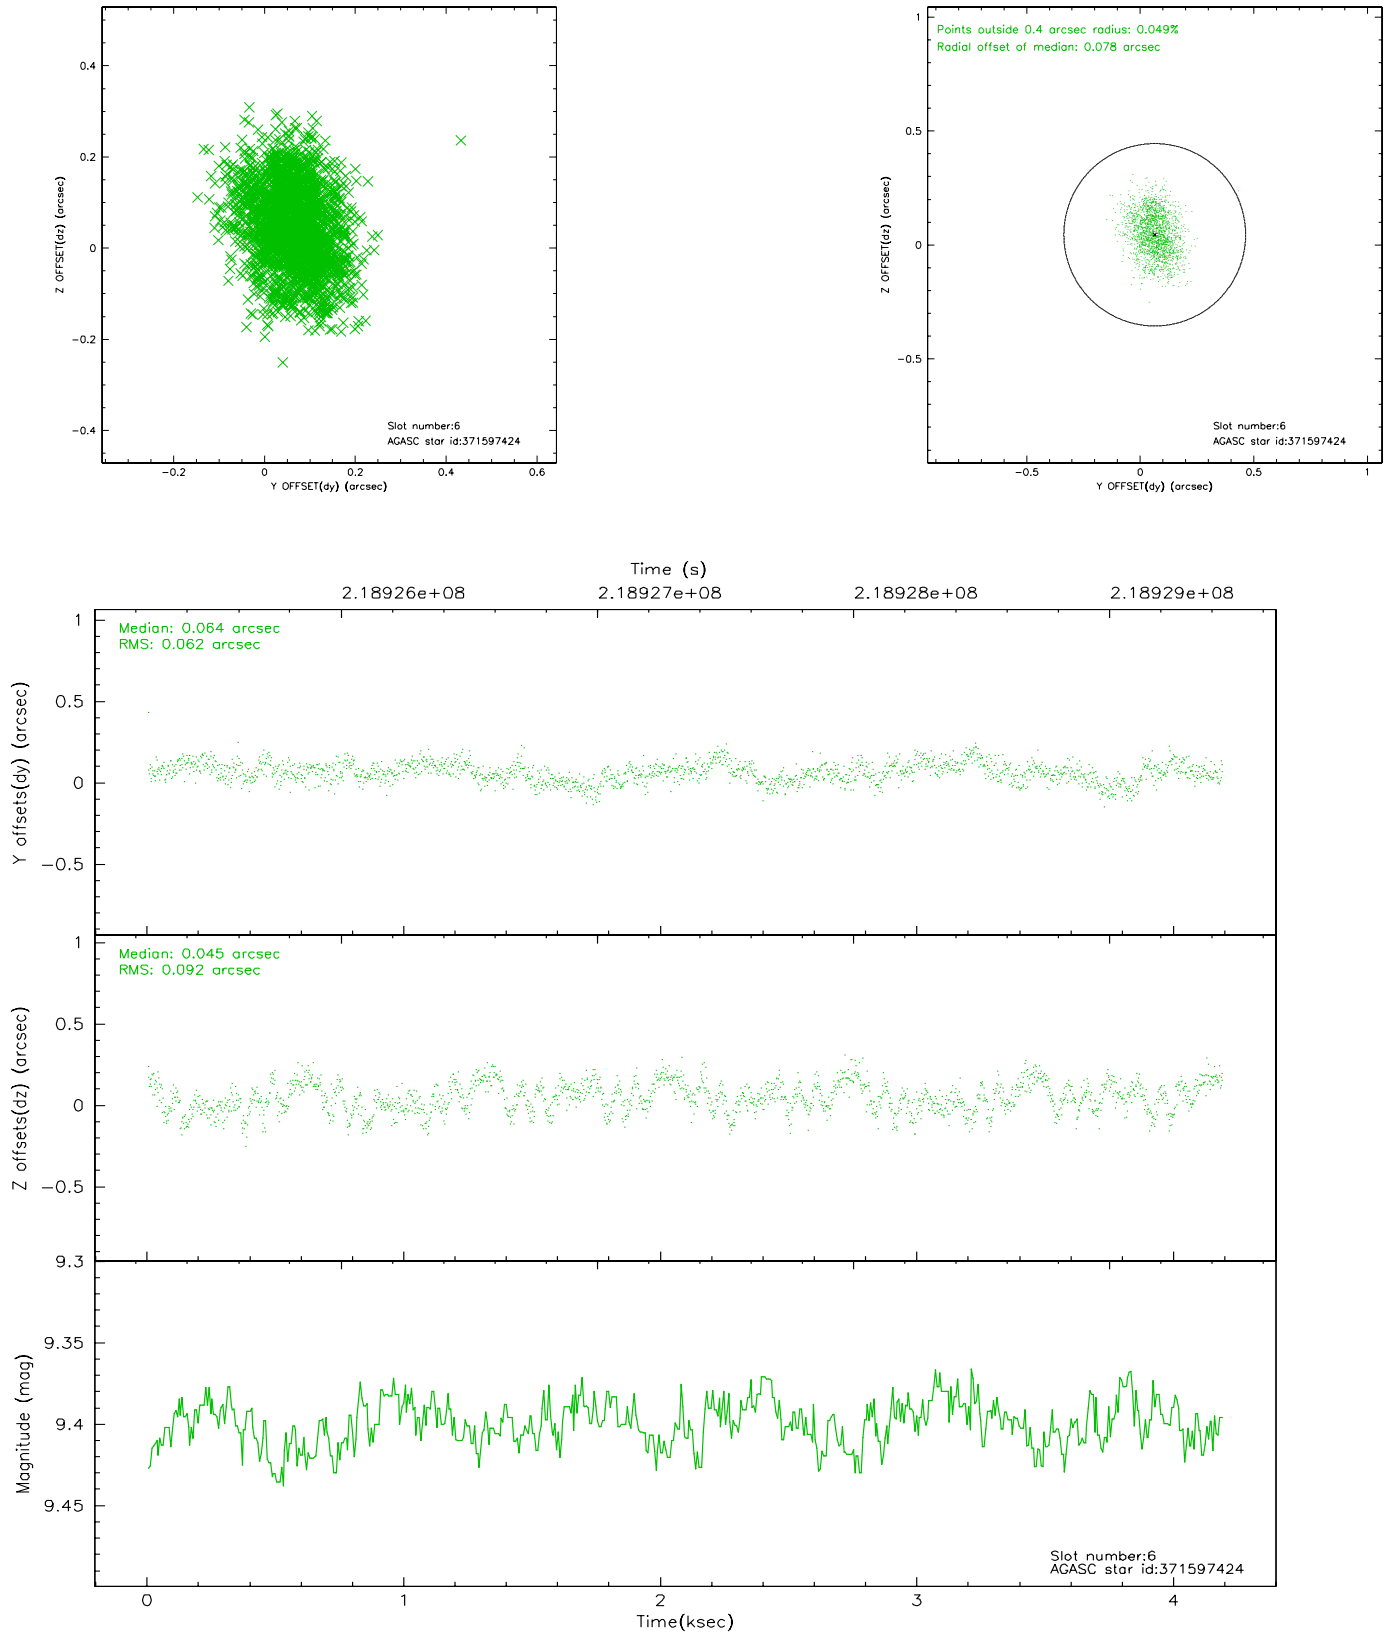 0.4
0.2
0
−0.2
−0.4
Z OFFSET(dz) (arcsec)
−0.2 0 0.2 0.4 0.6
Y OFFSET(dy) (arcsec)
Slot number:6
AGASC star id:371597424
Points outside 0.4 arcsec radius: 0.049%
Radial offset of median: 0.078 arcsec
1
0.5
0
−0.5
Z OFFSET(dz) (arcsec)
−0.5 0 0.5 1
Y OFFSET(dy) (arcsec)
Slot number:6
AGASC star id:371597424
Time (s)
2.18926e+08 2.18927e+08 2.18928e+08 2.18929e+08
Median: 0.064 arcsec
RMS: 0.062 arcsec
1
0.5
0
−0.5
Y offsets(dy) (arcsec)
Median: 0.045 arcsec
RMS: 0.092 arcsec
1
0.5
0
−0.5
Z offsets(dz) (arcsec)
9.3
9.35
9.4
9.45
Magnitude (mag)
Slot number:6
AGASC star id:371597424
0 1 2 3 4
Time(ksec)